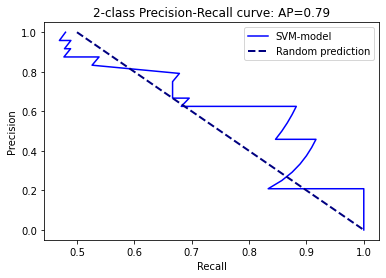 2-class Precision-Recall curve: AP=0.79
SVM-model
Random prediction
Precision
1.0
0.8
0.6
0.4
0.2
0.0
0.5 0.6 0.7 0.8 0.9 1.0
Recall